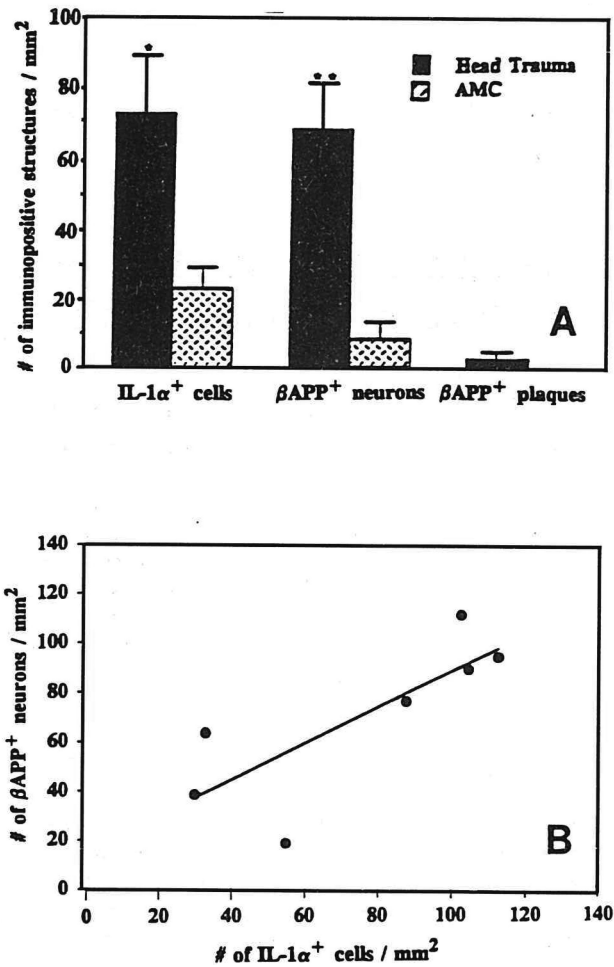 # of immunopositive structures / mm²
100
80
60
40
20
0
*
**
Head Trauma
AMC
A
IL-1α⁺ cells
βAPP⁺ neurons
βAPP⁺ plaques
# of βAPP⁺ neurons / mm²
140
120
100
80
60
40
20
0
B
0 20 40 60 80 100 120 140
# of IL-1α⁺ cells / mm²